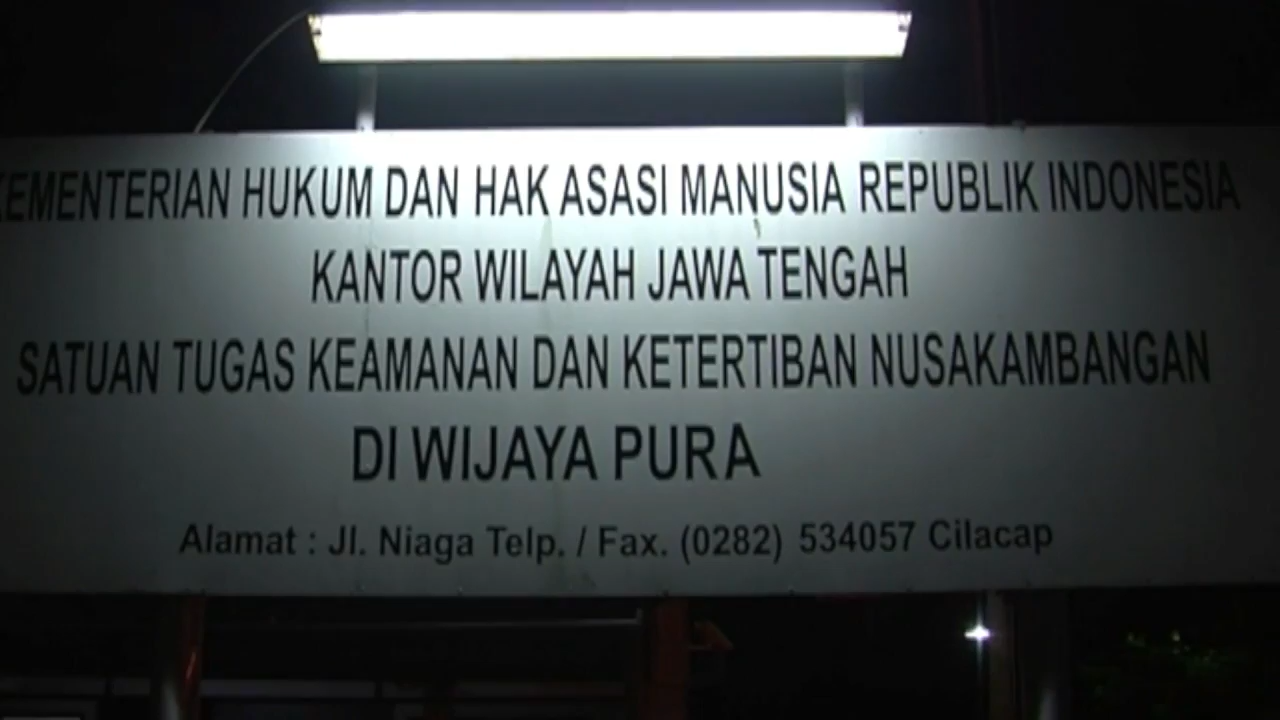 KEMENTERIAN HUKUM DAN HAK ASASI MANUSIA REPUBLIK INDONESIA
KANTOR WILAYAH JAWA TENGAH
SATUAN TUGAS KEAMANAN DAN KETERTIBAN NUSAKAMBANGAN
DI WIJAYA PURA
Alamat : Jl. Niaga Telp. / Fax. (0282) 534057 Cilacap